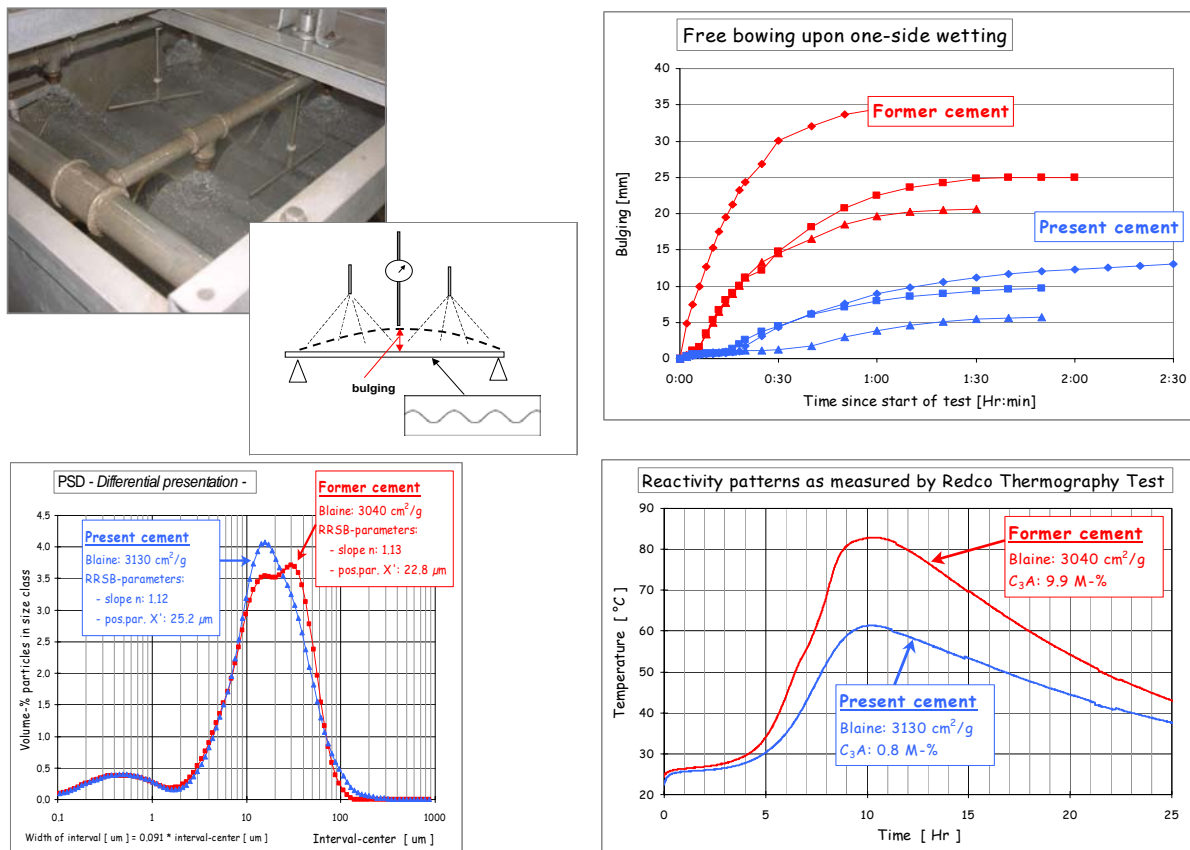 Free bowing upon one-side wetting
40
35
30
25
20
15
10
5
0
Bulging [mm]
Former cement
Present cement
0:00
0:30
1:00
1:30
2:00
2:30
Time since start of test [Hr:min]
bulging
PSD - Differential presentation -
Former cement
Blaine: 3040 cm²/g
RRSB-parameters:
- slope n: 1,13
- pos.par. X': 22.8 µm
Present cement
Blaine: 3130 cm²/g
RRSB-parameters:
- slope n: 1.12
- pos.par. X': 25.2 µm
4.5
4.0
3.5
3.0
2.5
2.0
1.5
1.0
0.5
0.0
Volume-% particles in size class
0.1
1
10
100
1000
Width of interval [ um ] = 0.091 * interval-center [ um ]
Interval-center [ um ]
Reactivity patterns as measured by Redco Thermography Test
90
80
70
60
50
40
30
20
Temperature [ °C ]
Former cement
Blaine: 3040 cm²/g
C₃A: 9.9 M-%
Present cement
Blaine: 3130 cm²/g
C₃A: 0.8 M-%
0
5
10
15
20
25
Time [ Hr ]